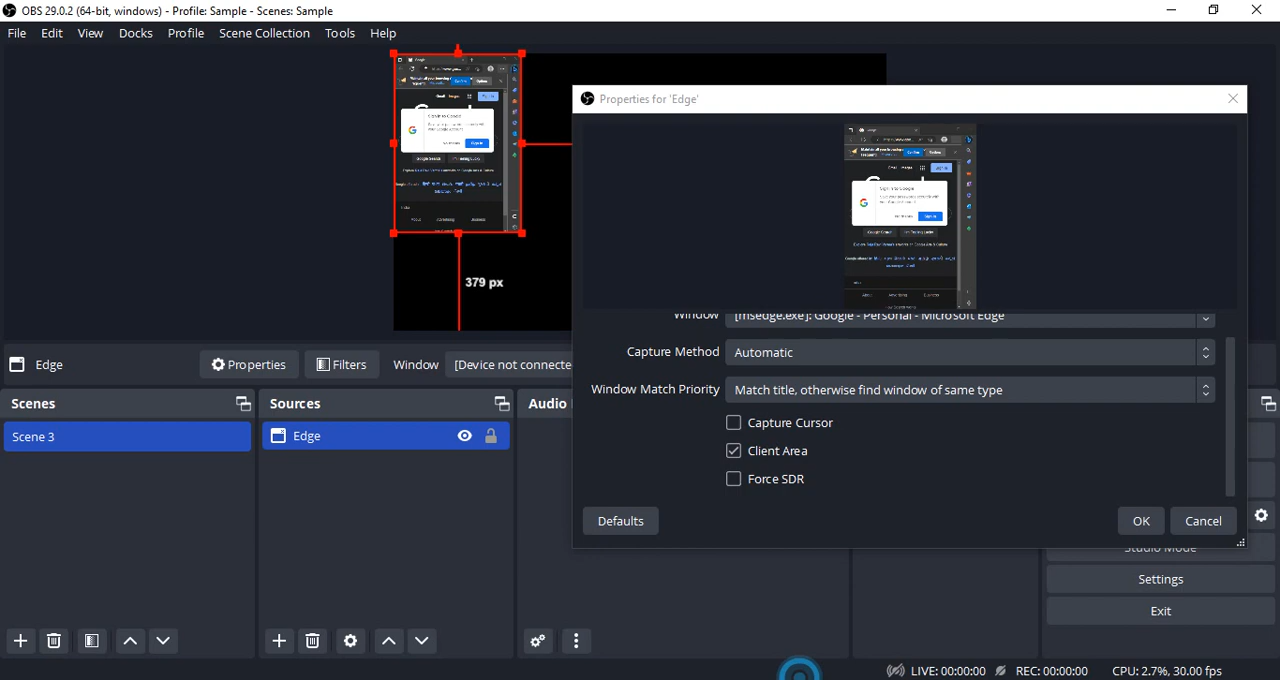 OBS 29.0.2 (64-bit, windows) - Profile: Sample - Scenes: Sample
File Edit View Docks Profile Scene Collection Tools Help
Properties for 'Edge'
379 px
Window [msedge.exe]: Google - Personal - Microsoft Edge
Capture Method Automatic
Window Match Priority Match title, otherwise find window of same type
Capture Cursor
Client Area
Force SDR
Defaults OK Cancel
Edge Properties Filters Window [Device not connecte
Scenes Sources Audio
Scene 3 Edge
Studio Mode
Settings
Exit
LIVE: 00:00:00 REC: 00:00:00 CPU: 2.7%, 30.00 fps